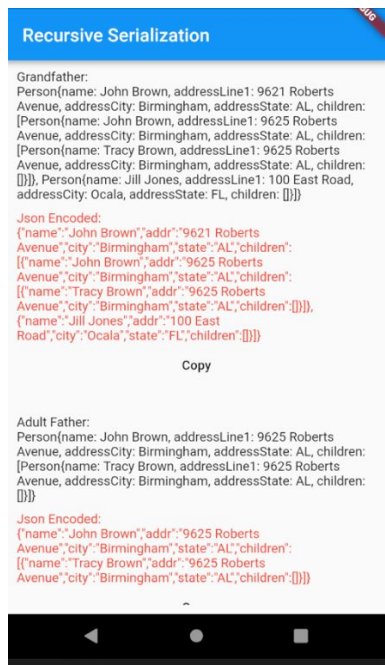 UG
Recursive Serialization
Grandfather:
Person{name: John Brown, addressLine1: 9621 Roberts
Avenue, addressCity: Birmingham, addressState: AL, children:
[Person{name: John Brown, addressLine1: 9625 Roberts
Avenue, addressCity: Birmingham, addressState: AL, children:
[Person{name: Tracy Brown, addressLine1: 9625 Roberts
Avenue, addressCity: Birmingham, addressState: AL, children:
[]}]}, Person{name: Jill Jones, addressLine1: 100 East Road,
addressCity: Ocala, addressState: FL, children: []}]}
Json Encoded:
{"name":"John Brown","addr":"9621 Roberts
Avenue","city":"Birmingham","state":"AL","children":
[{"name":"John Brown","addr":"9625 Roberts
Avenue","city":"Birmingham","state":"AL","children":
[{"name":"Tracy Brown","addr":"9625 Roberts
Avenue","city":"Birmingham","state":"AL","children":[]}]},
{"name":"Jill Jones","addr":"100 East
Road","city":"Ocala","state":"FL","children":[]}]}
Copy
Adult Father:
Person{name: John Brown, addressLine1: 9625 Roberts
Avenue, addressCity: Birmingham, addressState: AL, children:
[Person{name: Tracy Brown, addressLine1: 9625 Roberts
Avenue, addressCity: Birmingham, addressState: AL, children:
[]}]}
Json Encoded:
{"name":"John Brown","addr":"9625 Roberts
Avenue","city":"Birmingham","state":"AL","children":
[{"name":"Tracy Brown","addr":"9625 Roberts
Avenue","city":"Birmingham","state":"AL","children":[]}]}